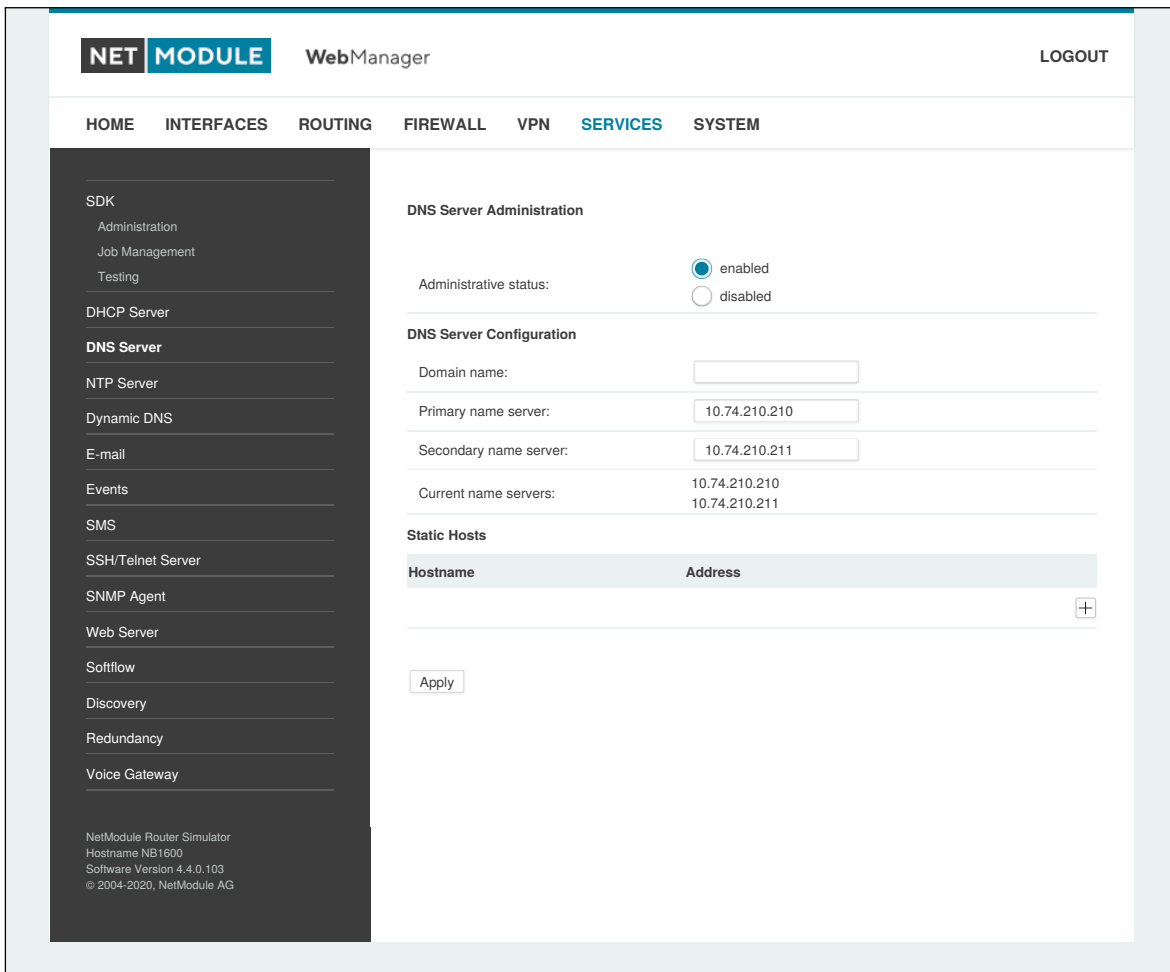 NET MODULE WebManager LOGOUT
HOME INTERFACES ROUTING FIREWALL VPN SERVICES SYSTEM
SDK
Administration
Job Management
Testing
DHCP Server
DNS Server
NTP Server
Dynamic DNS
E-mail
Events
SMS
SSH/Telnet Server
SNMP Agent
Web Server
Softflow
Discovery
Redundancy
Voice Gateway
NetModule Router Simulator
Hostname NB1600
Software Version 4.4.0.103
© 2004-2020, NetModule AG
DNS Server Administration
Administrative status:
enabled
disabled
DNS Server Configuration
Domain name:
Primary name server: 10.74.210.210
Secondary name server: 10.74.210.211
Current name servers:
10.74.210.210
10.74.210.211
Static Hosts
Hostname Address
Apply